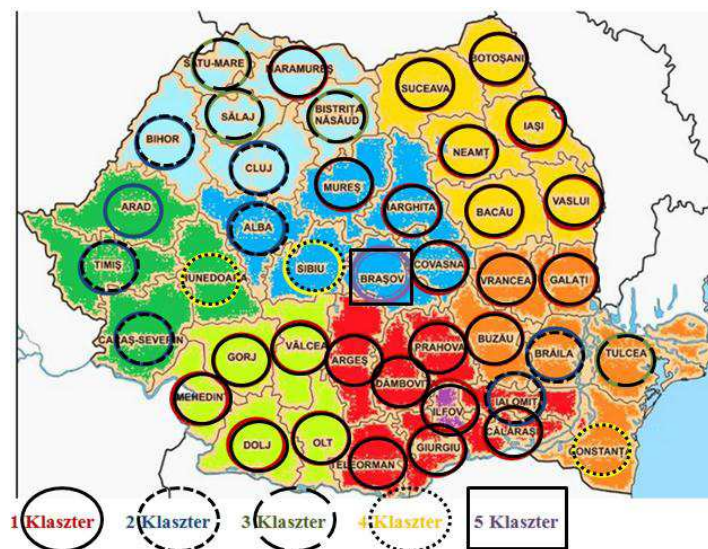 SATU-MARE
MARAMUREȘ
BOTOȘANI
SUCEAVA
SĂLAJ
BISTRIȚA
NĂSĂUD
IAȘI
BIHOR
NEAMȚ
CLUJ
MUREȘ
ARAD
HARGHITA
BACĂU
VASLUI
ALBA
TIMIȘ
HUNEDOARA
SIBIU
BRAȘOV
COVASNA
VRANCEA
GALAȚI
CARAȘ-SEVERIN
GORJ
VÂLCEA
ARGEȘ
PRAHOVA
BUZĂU
BRĂILA
TULCEA
MEHEDINȚI
DÂMBOVIȚ
ILFOV
IALOMIȚ
CĂLĂRAȘI
DOLJ
OLT
TELEORMAN
GIURGIU
CONSTANȚA
1 Klaszter 2 Klaszter 3 Klaszter 4 Klaszter 5 Klaszter